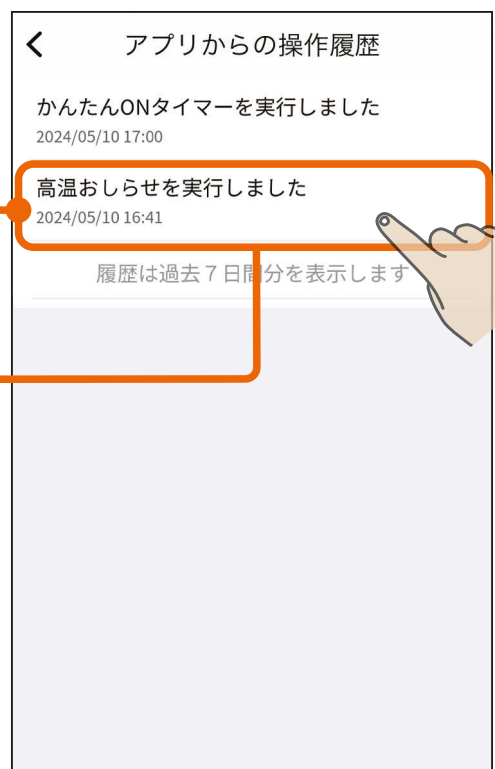 アプリからの操作履歴
かんたんONタイマーを実行しました
2024/05/10 17:00
高温おしらせを実行しました
2024/05/10 16:41
履歴は過去７日間分を表示します